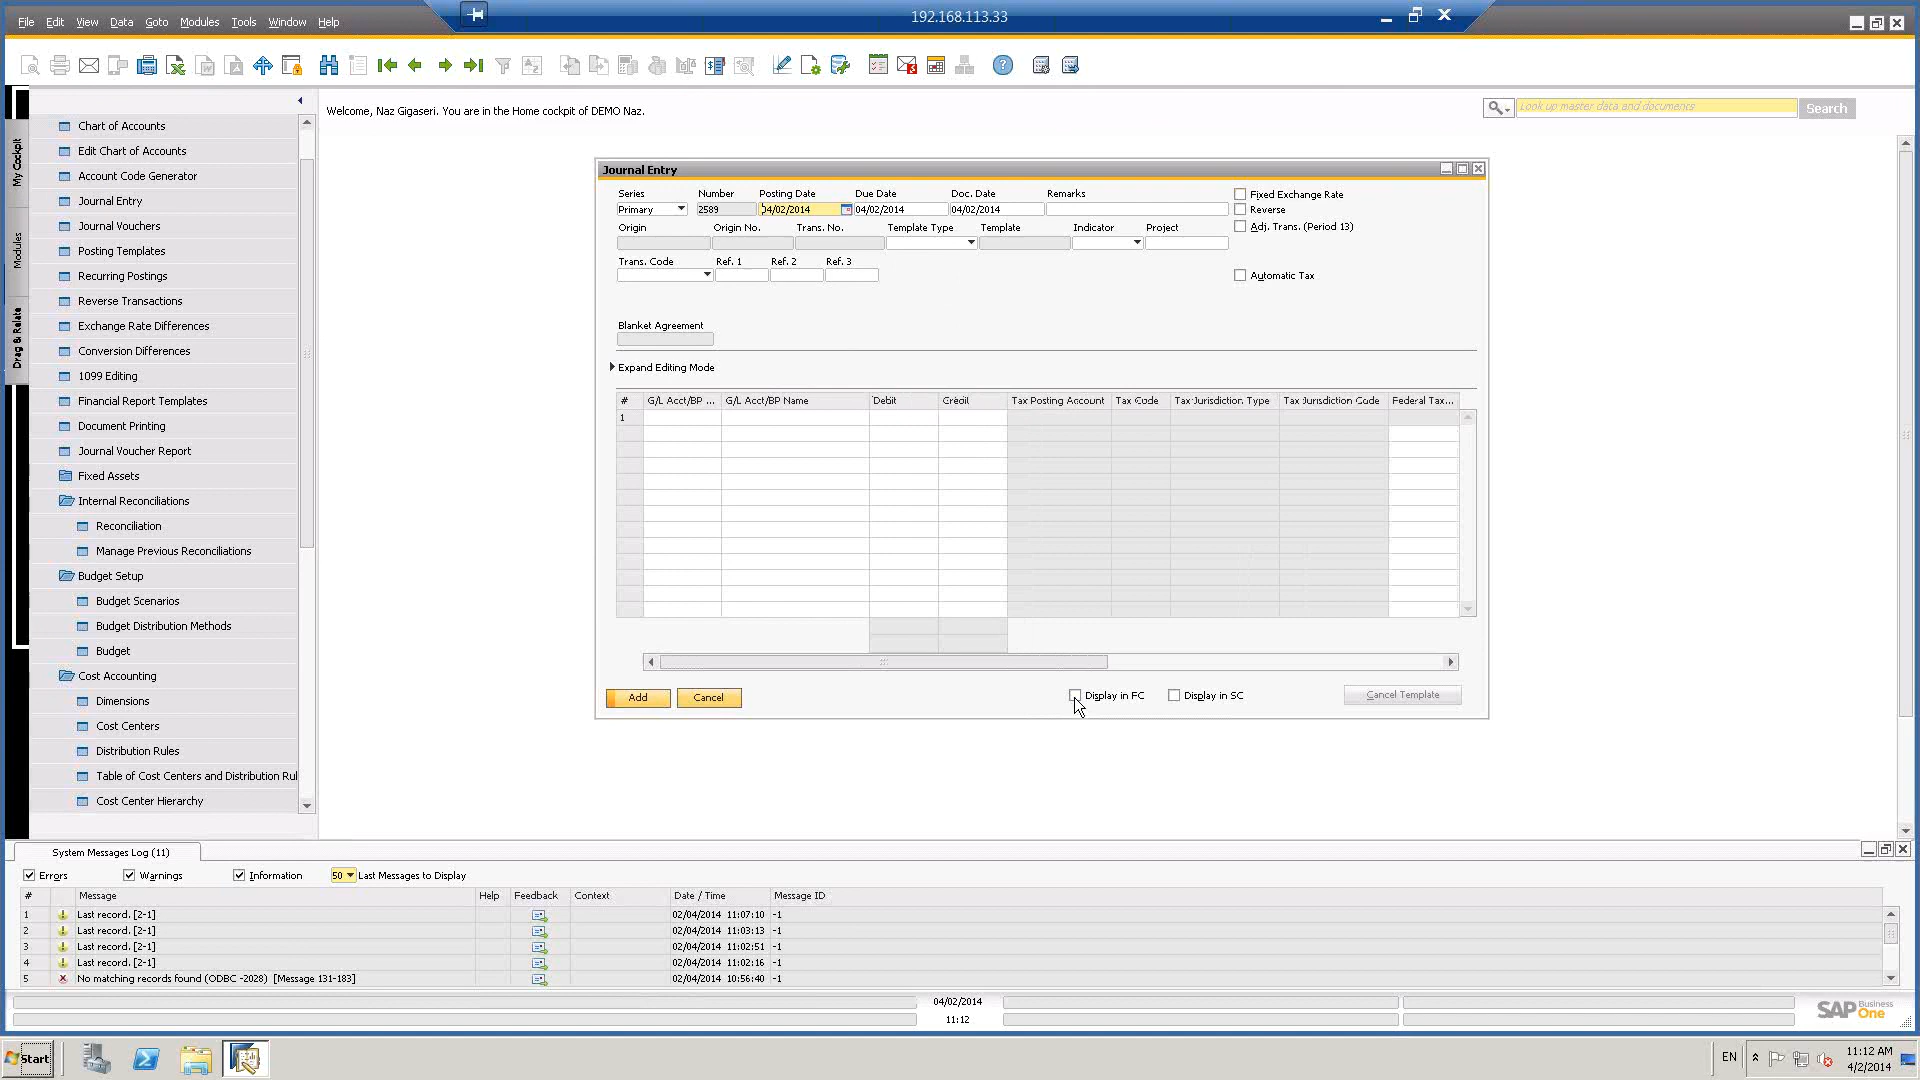 192.168.113.33
File Edit View Data Goto Modules Tools Window Help
Welcome, Naz Gigaseri. You are in the Home cockpit of DEMO Naz.
Look up master data and documents
Search
My Cockpit
Modules
Drag & Relate
Chart of Accounts
Edit Chart of Accounts
Account Code Generator
Journal Entry
Journal Vouchers
Posting Templates
Recurring Postings
Reverse Transactions
Exchange Rate Differences
Conversion Differences
1099 Editing
Financial Report Templates
Document Printing
Journal Voucher Report
Fixed Assets
Internal Reconciliations
Reconciliation
Manage Previous Reconciliations
Budget Setup
Budget Scenarios
Budget Distribution Methods
Budget
Cost Accounting
Dimensions
Cost Centers
Distribution Rules
Table of Cost Centers and Distribution Rul
Cost Center Hierarchy
Journal Entry
Series Number Posting Date Due Date Doc. Date Remarks
Primary 2589 04/02/2014 04/02/2014 04/02/2014
Fixed Exchange Rate
Reverse
Adj. Trans. (Period 13)
Origin Origin No. Trans. No. Template Type Template Indicator Project
Trans. Code Ref. 1 Ref. 2 Ref. 3
Automatic Tax
Blanket Agreement
Expand Editing Mode
# G/L Acct/BP ... G/L Acct/BP Name Debit Credit Tax Posting Account Tax Code Tax Jurisdiction Type Tax Jurisdiction Code Federal Tax...
1
Add Cancel Display in FC Display in SC Cancel Template
System Messages Log (11)
Errors Warnings Information 50 Last Messages to Display
# Message Help Feedback Context Date / Time Message ID
1 Last record. [2-1] 02/04/2014 11:07:10 -1
2 Last record. [2-1] 02/04/2014 11:03:13 -1
3 Last record. [2-1] 02/04/2014 11:02:51 -1
4 Last record. [2-1] 02/04/2014 11:02:16 -1
5 No matching records found (ODBC -2028) [Message 131-183] 02/04/2014 10:56:40 -1
04/02/2014
11:12
SAP Business One
Start
EN
11:12 AM
4/2/2014